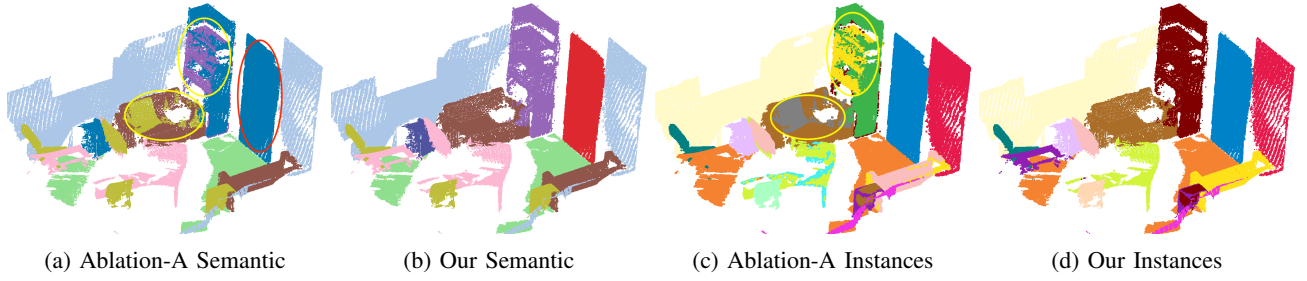 (a) Ablation-A Semantic
(b) Our Semantic
(c) Ablation-A Instances
(d) Our Instances